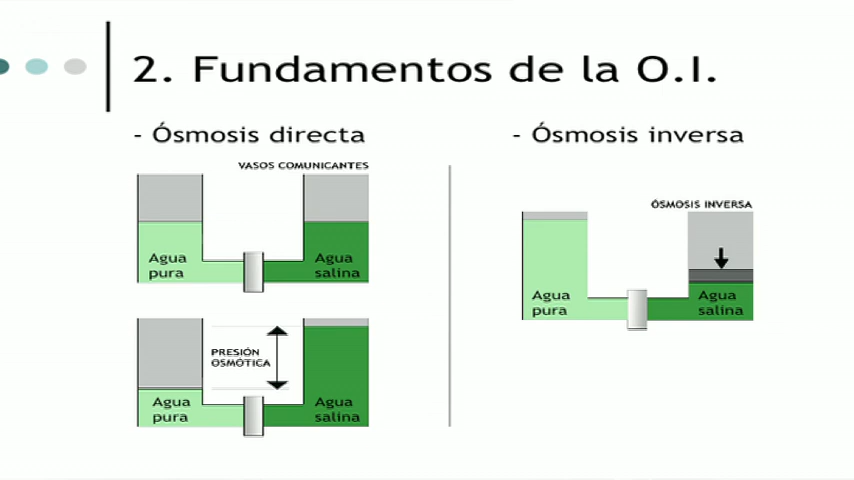 2. Fundamentos de la O.I.
- Ósmosis directa
VASOS COMUNICANTES
Agua
pura
Agua
salina
PRESIÓN
OSMÓTICA
Agua
pura
Agua
salina
- Ósmosis inversa
ÓSMOSIS INVERSA
Agua
pura
Agua
salina